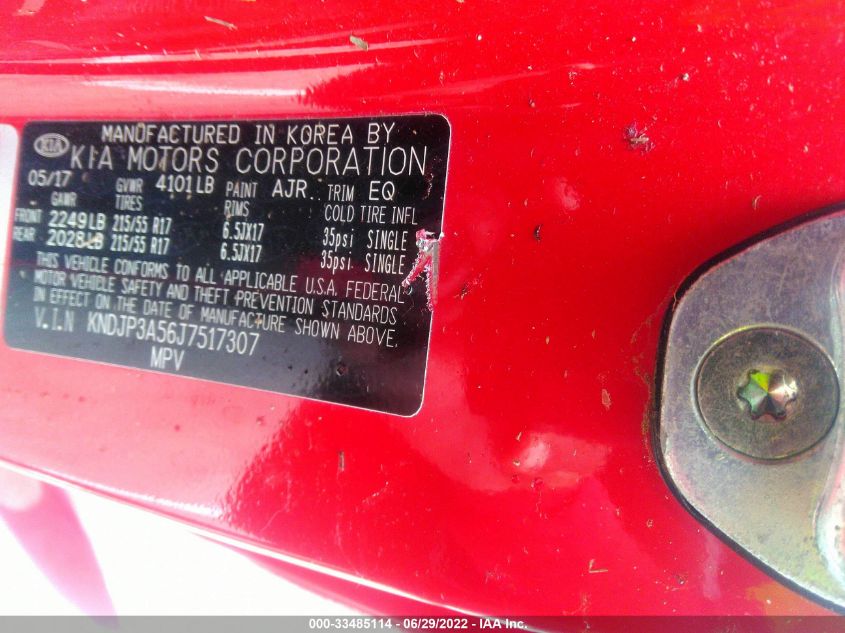 KIA
MANUFACTURED IN KOREA BY
KIA MOTORS CORPORATION
05/17 GVWR 4101LB PAINT AJR TRIM EQ
GAWR TIRES RIMS COLD TIRE INFL
FRONT 2249LB 215/55 R17 6.5JX17 35psi SINGLE
REAR 2028LB 215/55 R17 6.5JX17 35psi SINGLE
THIS VEHICLE CONFORMS TO ALL APPLICABLE U.S.A. FEDERAL
MOTOR VEHICLE SAFETY AND THEFT PREVENTION STANDARDS
IN EFFECT ON THE DATE OF MANUFACTURE SHOWN ABOVE.
V.I.N KNDJP3A56J7517307
MPV
000-33485114 - 06/29/2022 - IAA Inc.